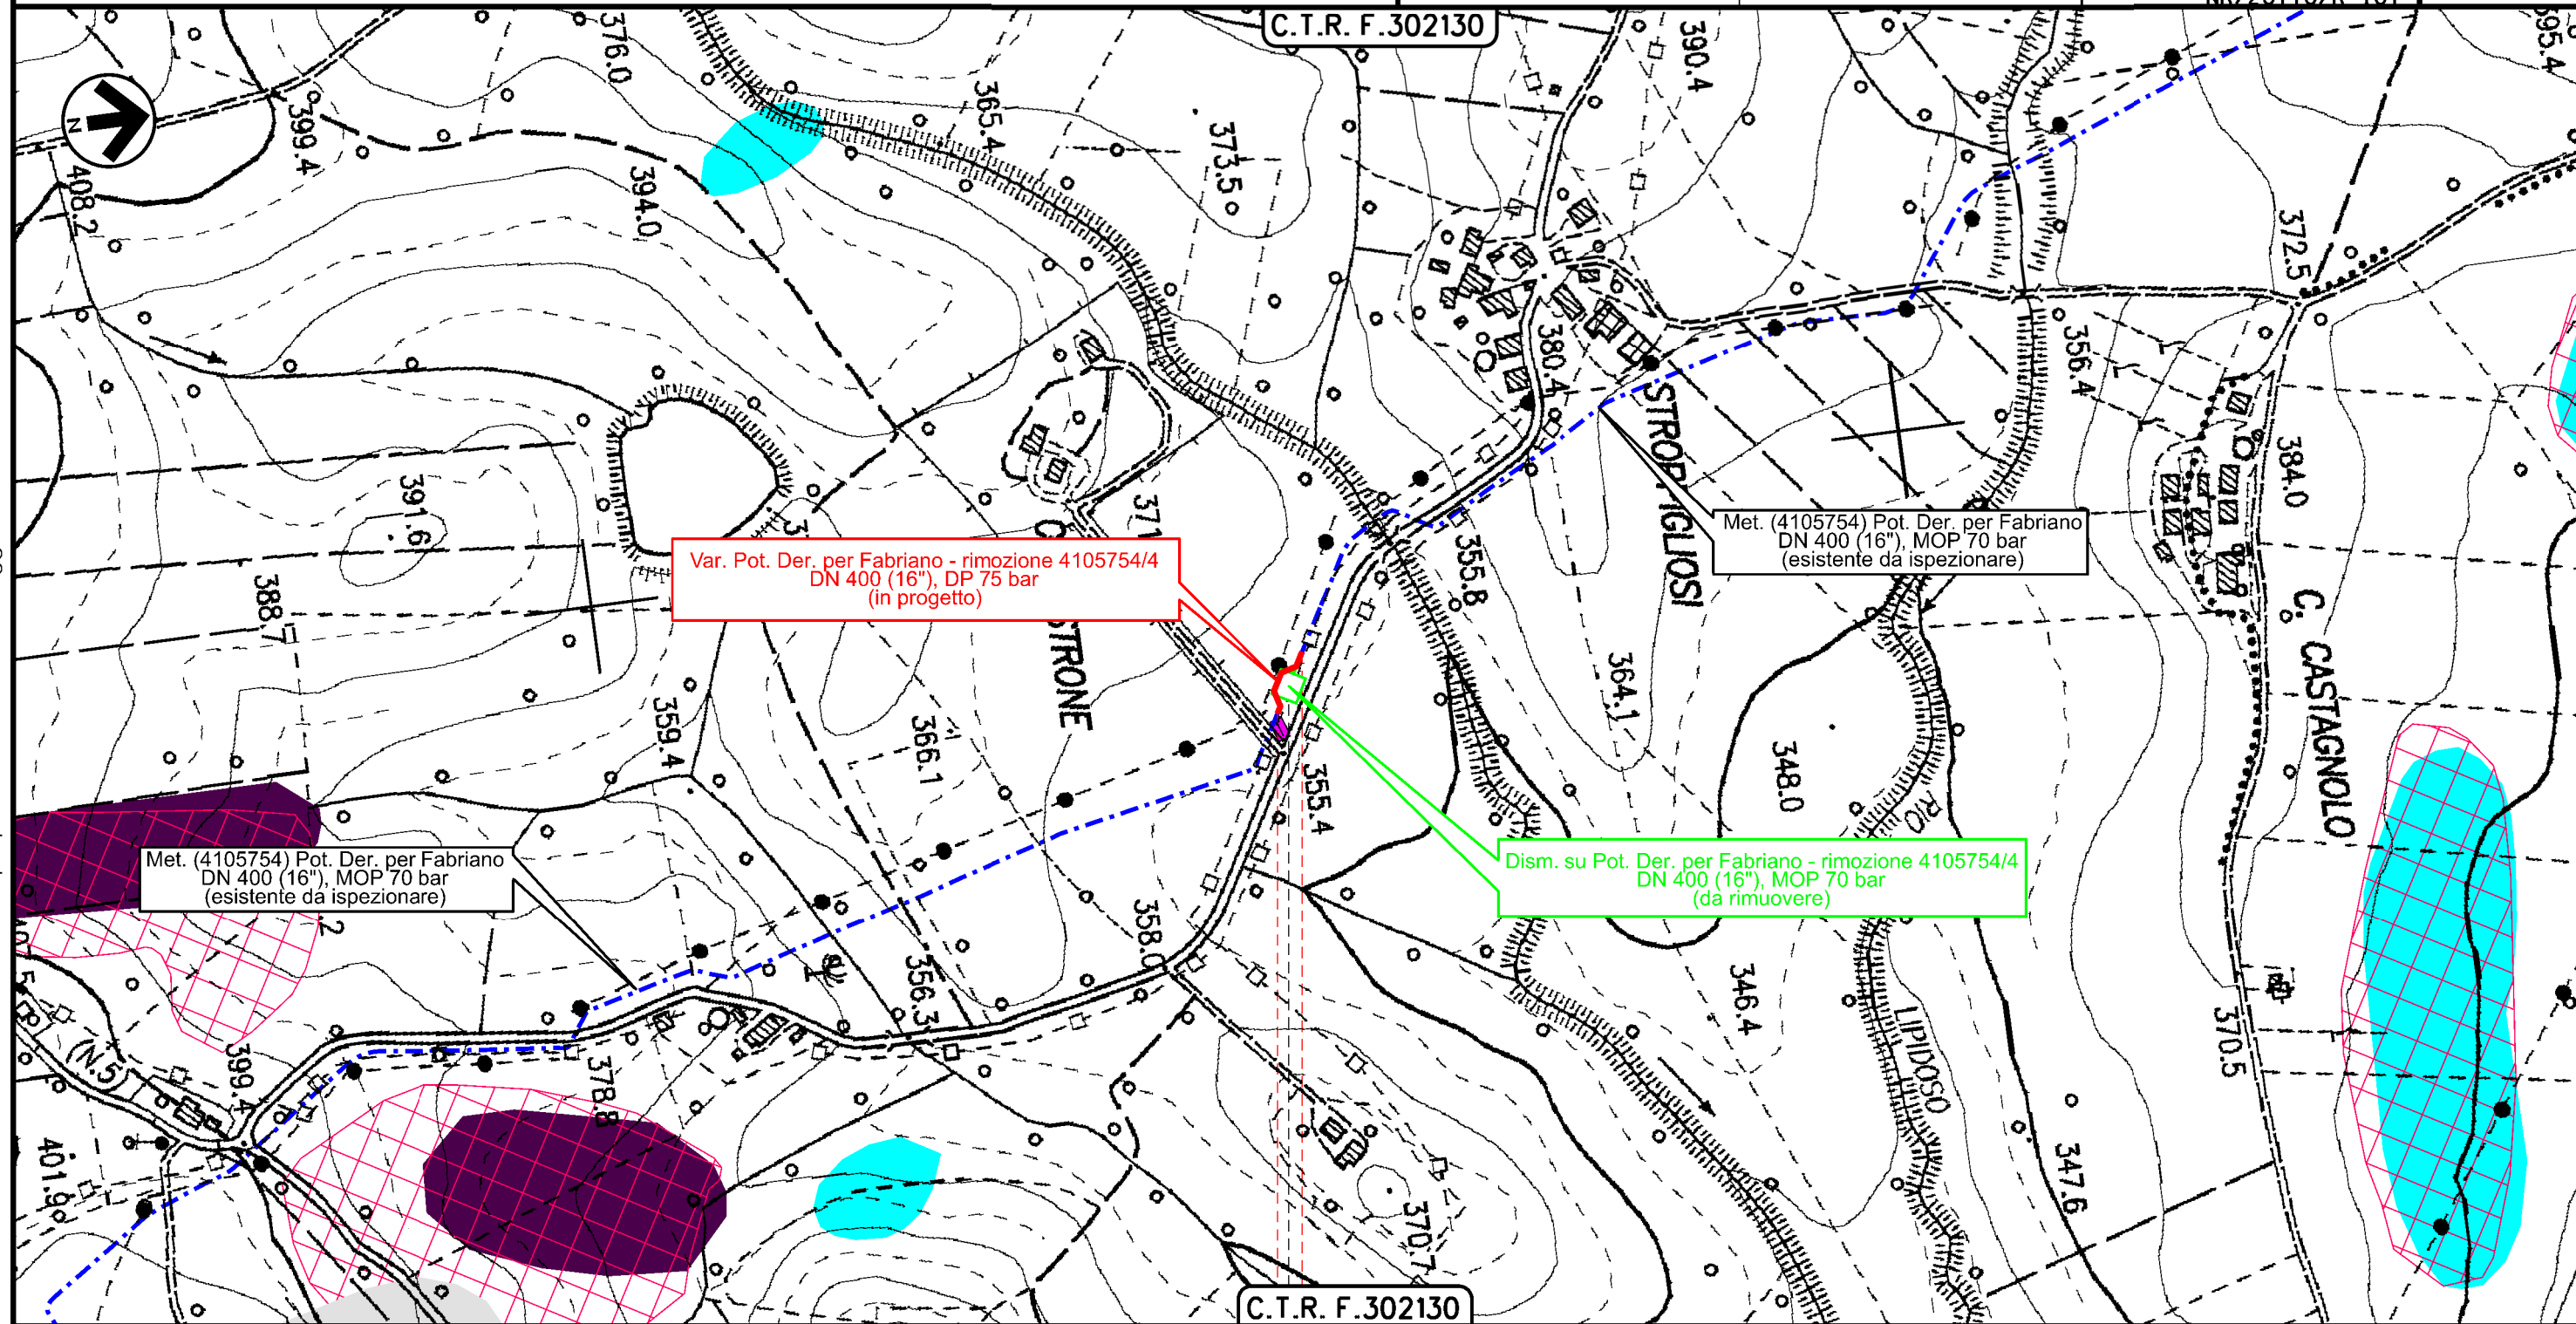 C.T.R. F.302130
N
376.0
390.4
399.4
365.4
373.5
408.2
394.0
372.5
380.4
356.4
391.6
371
384.0
Met. (4105754) Pot. Der. per Fabriano
DN 400 (16"), MOP 70 bar
(esistente da ispezionare)
Var. Pot. Der. per Fabriano - rimozione 4105754/4
DN 400 (16"), DP 75 bar
(in progetto)
388.7
355.8
C. CASTAGNOLO
364.1
359.4
366.1
348.0
355.4
RIO
LIPIDOSO
Met. (4105754) Pot. Der. per Fabriano
DN 400 (16"), MOP 70 bar
(esistente da ispezionare)
Dism. su Pot. Der. per Fabriano - rimozione 4105754/4
DN 400 (16"), MOP 70 bar
(da rimuovere)
358.0
356.3
346.4
370.5
(N.5)
399.4
378.8
401.9
347.6
370.7
C.T.R. F.302130